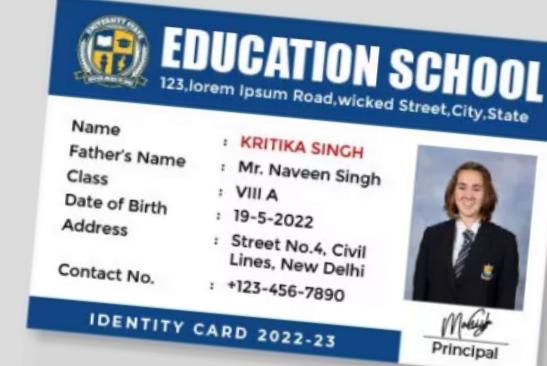 EDUCATION SCHOOL
123,lorem Ipsum Road,wicked Street,City,State
Name : KRITIKA SINGH
Father's Name : Mr. Naveen Singh
Class : VIII A
Date of Birth : 19-5-2022
Address : Street No.4, Civil
Lines, New Delhi
Contact No. : +123-456-7890
Principal
IDENTITY CARD 2022-23